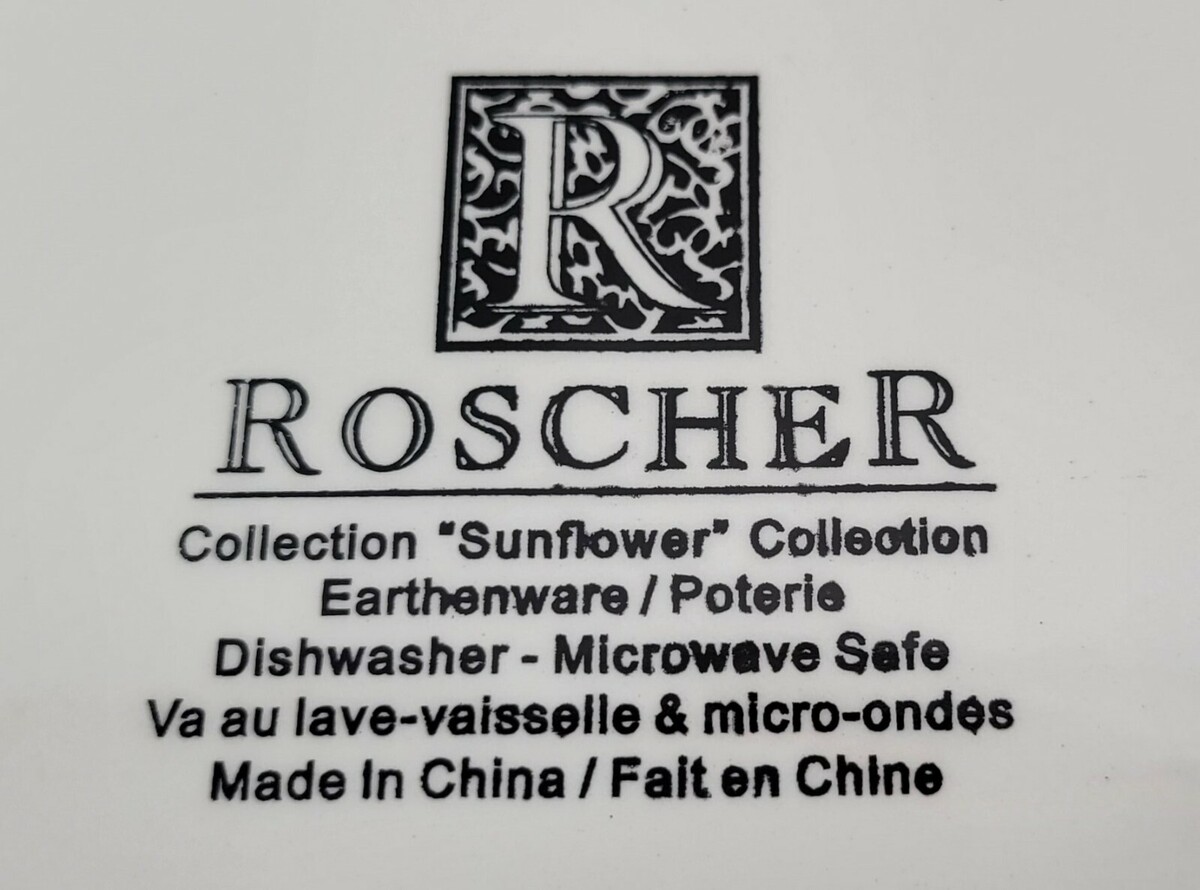 R
ROSCHER
Collection "Sunflower" Collection
Earthenware / Poterie
Dishwasher - Microwave Safe
Va au lave-vaisselle & micro-ondes
Made In China / Fait en Chine